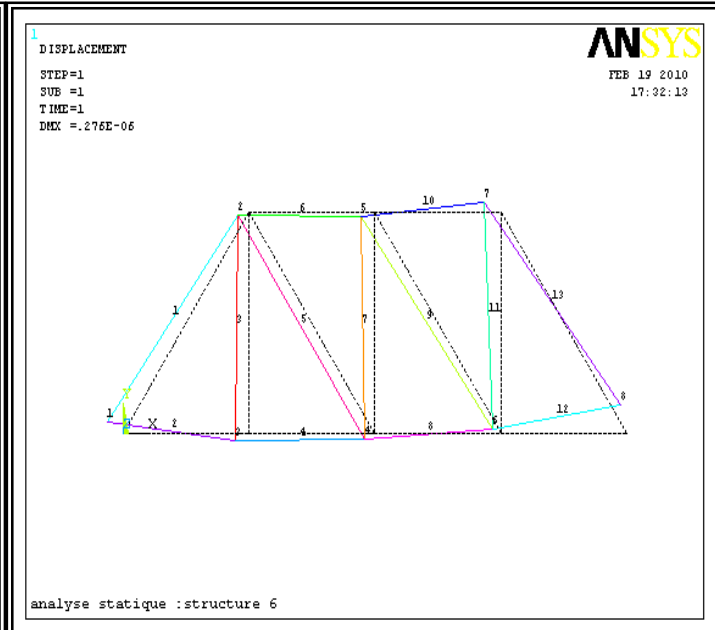 1
DISPLACEMENT
STEP=1
SUB =1
TIME=1
DMX =.276E-06
ANSYS
FEB 19 2010
17:32:13
7
2
6
5
10
1
3
5
7
9
11
13
8
Y
1
X
2
3
4
4
8
6
12
analyse statique :structure 6